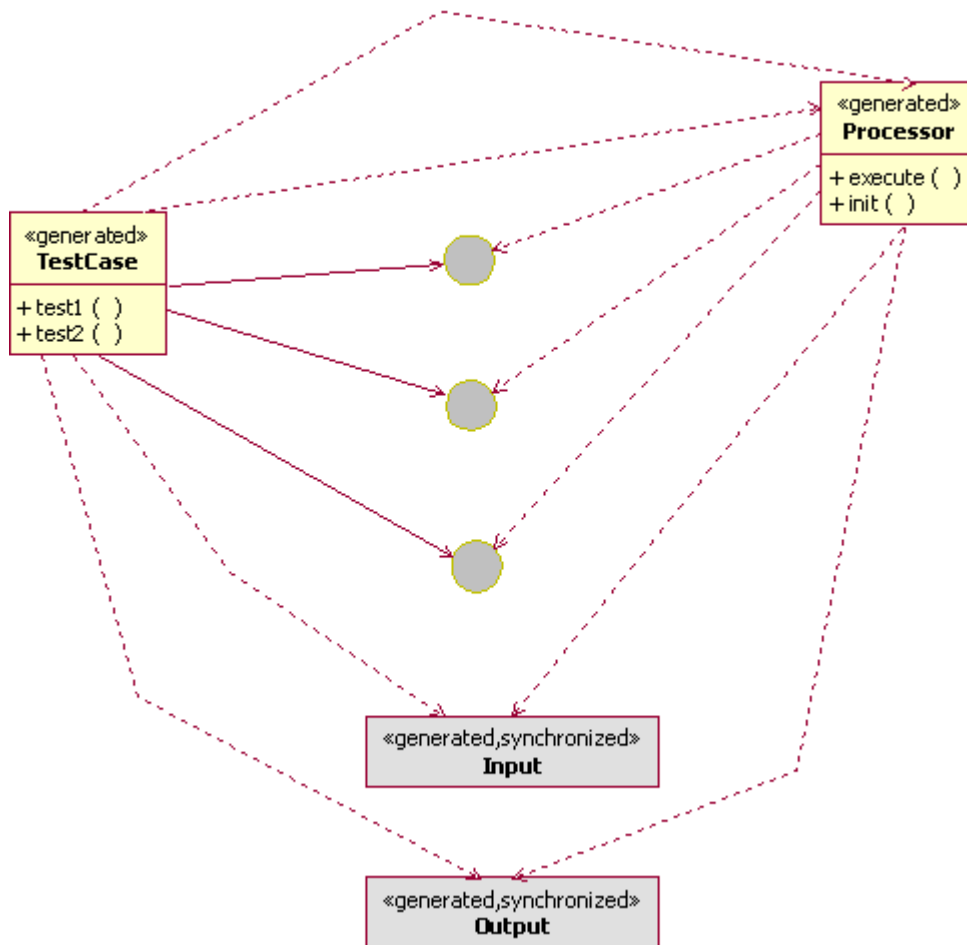 «generated»
Processor
+ execute ( )
+ init ( )
«generated»
TestCase
+ test1 ( )
+ test2 ( )
«generated,synchronized»
Input
«generated,synchronized»
Output